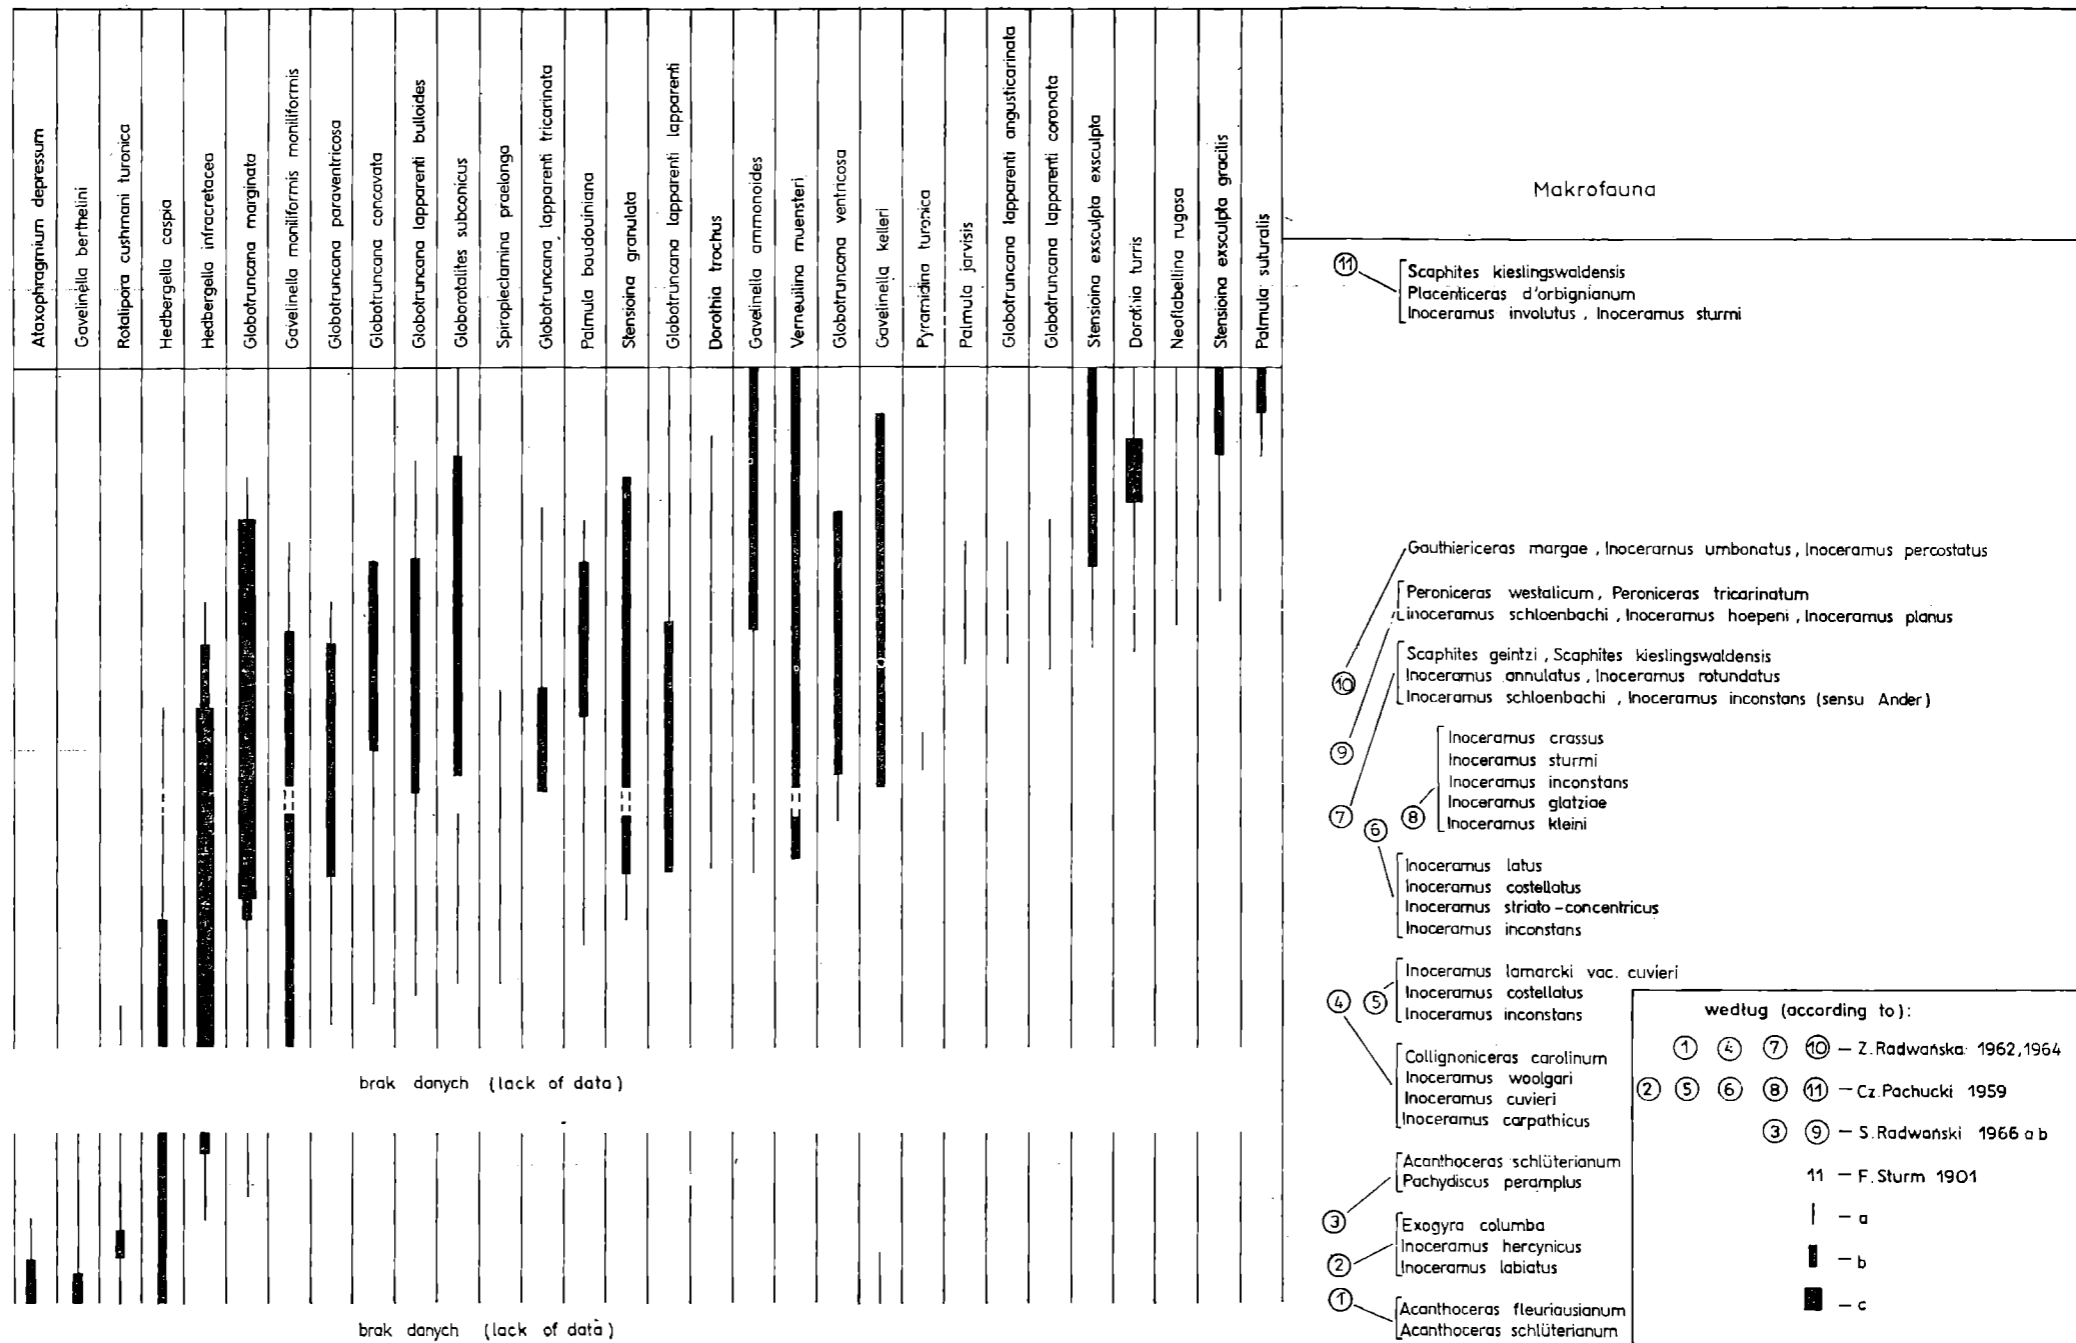 Ataxophragmium depressum
Gavelinella berthelini
Rotalipora cushmani turonica
Hedbergella caspia
Hedbergella infracretacea
Globotruncana marginata
Gavelinella moniliformis moniliformis
Globotruncana paraventricosa
Globotruncana concavata
Globotruncana lapparenti bulloides
Globorotalites subconicus
Spiroplectamina praelonga
Globotruncana lapparenti tricarinata
Palmula baudouiniana
Stensioina granulata
Globotruncana lapparenti lapparenti
Dorothia trochus
Gavelinella ammonoides
Verneuilina muensteri
Globotruncana ventricosa
Gavelinella kelleri
Pyramidina turonica
Palmula jarvisis
Globotruncana lapparenti angusticarinata
Globotruncana lapparenti coronata
Stensioina exsculpta exsculpta
Dorothia turris
Neoflabellina rugosa
Stensioina exsculpta gracilis
Palmula suturalis
Makrofauna
11
Scaphites kieslingswaldensis
Placenticeras d'orbignianum
Inoceramus involutus , Inoceramus sturmi
Gauthiericeras margae , Inoceramus umbonatus , Inoceramus percostatus
Peroniceras westalicum , Peroniceras tricarinatum
Inoceramus schloenbachi , Inoceramus hoepeni , Inoceramus planus
Scaphites geintzi , Scaphites kieslingswaldensis
10 Inoceramus annulatus , Inoceramus rotundatus
Inoceramus schloenbachi , Inoceramus inconstans (sensu Ander)
Inoceramus crassus
9 Inoceramus sturmi
Inoceramus inconstans
Inoceramus glatziae
7 6 8 Inoceramus kleini
Inoceramus latus
Inoceramus costellatus
Inoceramus striato-concentricus
Inoceramus inconstans
Inoceramus lamarcki vac. cuvieri
4 5 Inoceramus costellatus
Inoceramus inconstans
Collignoniceras carolinum
Inoceramus woolgari
Inoceramus cuvieri
Inoceramus carpathicus
Acanthoceras schlüterianum
Pachydiscus peramplus
3
Exogyra columba
Inoceramus hercynicus
2 Inoceramus labiatus
1
Acanthoceras fleuriausianum
Acanthoceras schlüterianum
brak danych (lack of data)
brak danych (lack of data)
według (according to):
1 4 7 10 — Z.Radwańska 1962,1964
2 5 6 8 11 — Cz.Pachucki 1959
3 9 — S.Radwański 1966 a b
11 — F.Sturm 1901
— a
— b
— c